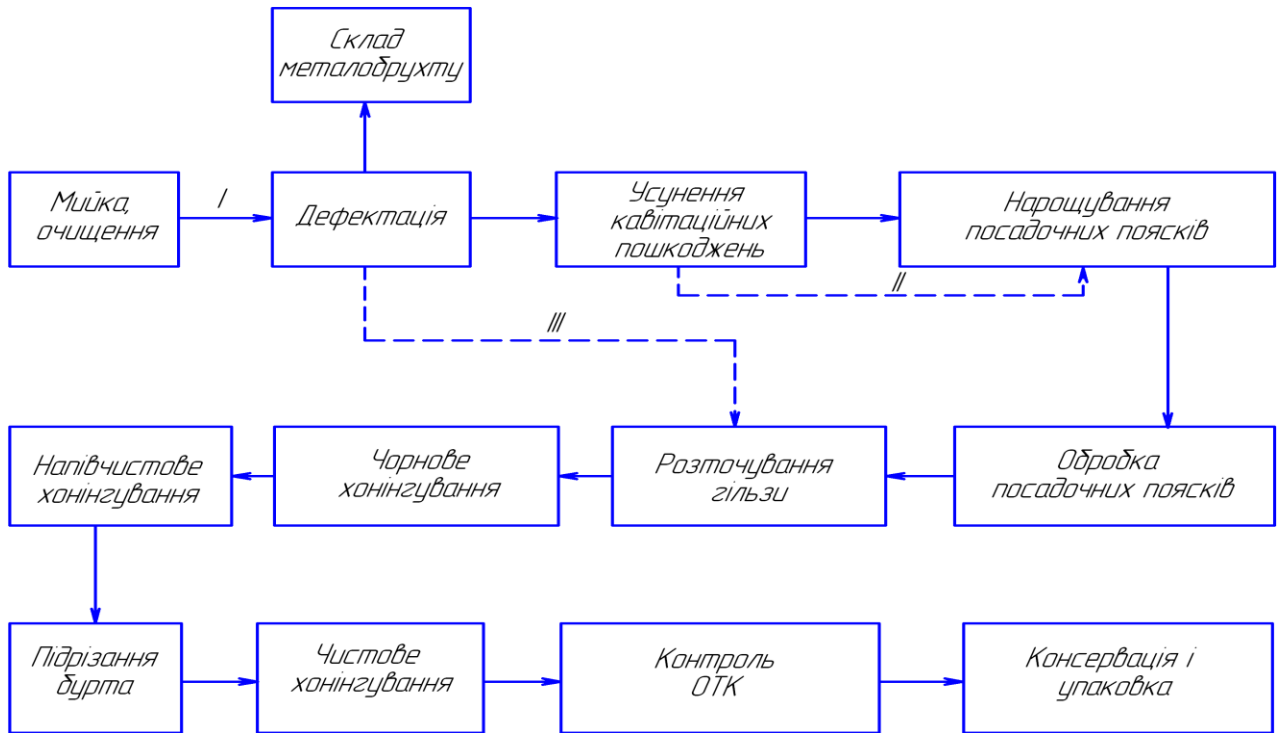 Склад
металобрухту
Мийка,
очищення
I
Дефектація
Усунення
кавітаційних
пошкоджень
Нарощування
посадочних поясків
II
III
Напівчистове
хонінгування
Чорнове
хонінгування
Розточування
гільзи
Обробка
посадочних поясків
Підрізання
бурта
Чистове
хонінгування
Контроль
ОТК
Консервація і
упаковка